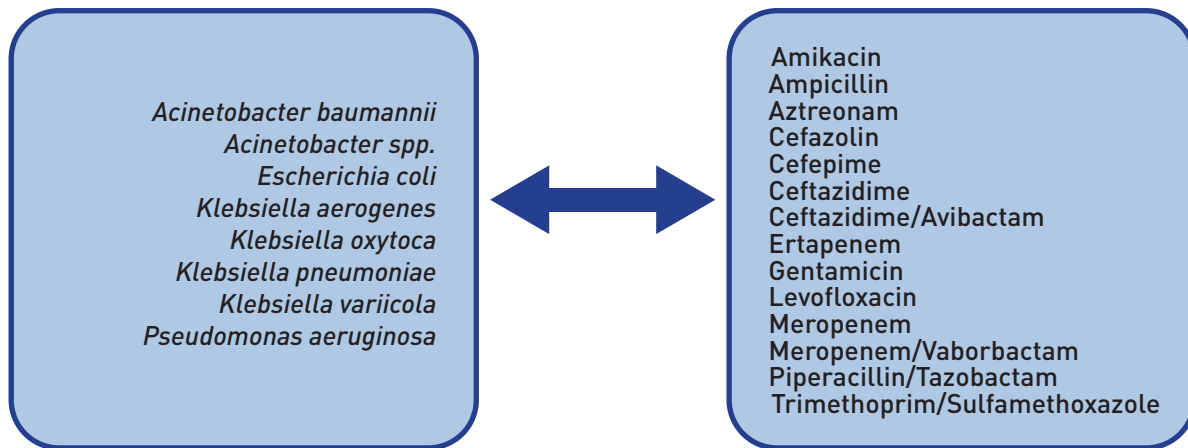 Acinetobacter baumannii
Acinetobacter spp.
Escherichia coli
Klebsiella aerogenes
Klebsiella oxytoca
Klebsiella pneumoniae
Klebsiella variicola
Pseudomonas aeruginosa
Amikacin
Ampicillin
Aztreonam
Cefazolin
Cefepime
Ceftazidime
Ceftazidime/Avibactam
Ertapenem
Gentamicin
Levofloxacin
Meropenem
Meropenem/Vaborbactam
Piperacillin/Tazobactam
Trimethoprim/Sulfamethoxazole